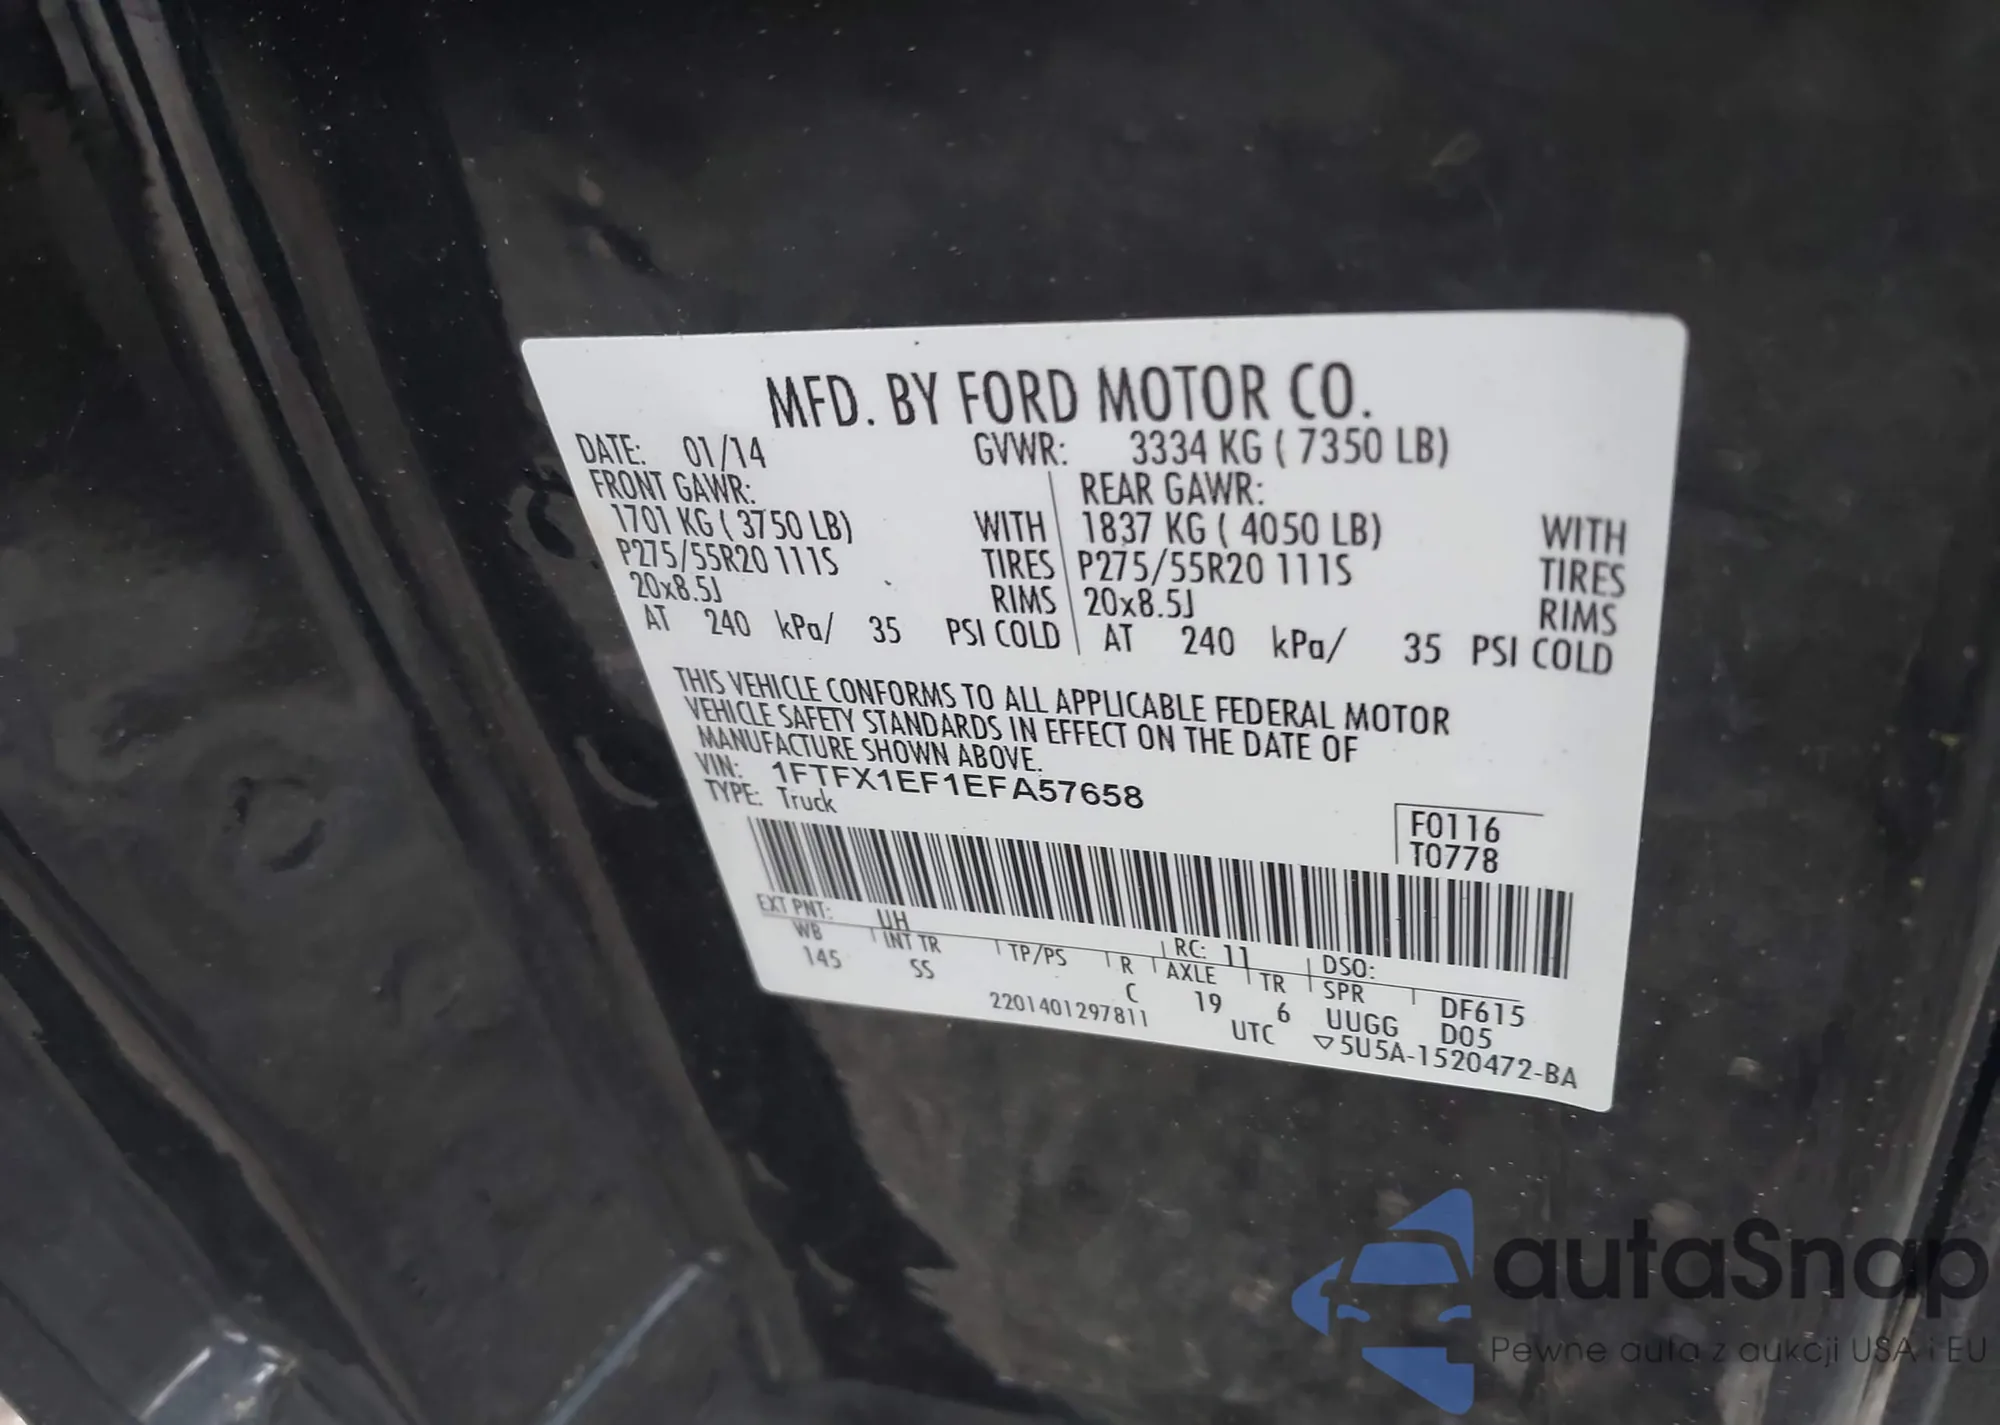 MFD. BY FORD MOTOR CO.
DATE: 01/14 GVWR: 3334 KG ( 7350 LB)
FRONT GAWR: REAR GAWR:
1701 KG ( 3750 LB) WITH 1837 KG ( 4050 LB) WITH
P275/55R20 111S TIRES P275/55R20 111S TIRES
20x8.5J RIMS 20x8.5J RIMS
AT 240 kPa/ 35 PSI COLD AT 240 kPa/ 35 PSI COLD
THIS VEHICLE CONFORMS TO ALL APPLICABLE FEDERAL MOTOR
VEHICLE SAFETY STANDARDS IN EFFECT ON THE DATE OF
MANUFACTURE SHOWN ABOVE.
VIN: 1FTFX1EF1EFA57658
TYPE: Truck
F0116
T0778
EXT PNT: UH RC: 11 DSO:
WB INT TR TP/PS R AXLE TR SPR DF615
145 SS C 19 6 UUGG D05
2201401297811 UTC ▽5U5A-1520472-BA
autaSnap
Pewne auta z aukcji USA i EU